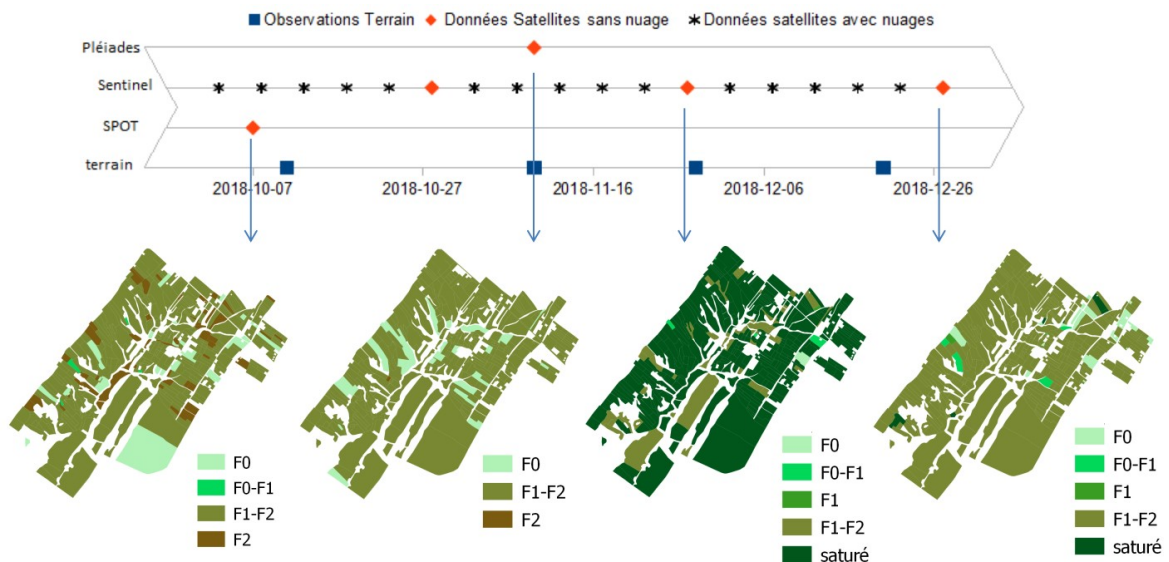 Observations Terrain Données Satellites sans nuage Données satellites avec nuages
Pléiades
Sentinel
SPOT
terrain
2018-10-07 2018-10-27 2018-11-16 2018-12-06 2018-12-26
F0
F0-F1
F1-F2
F2
F0
F1-F2
F2
F0
F0-F1
F1
F1-F2
saturé
F0
F0-F1
F1
F1-F2
saturé